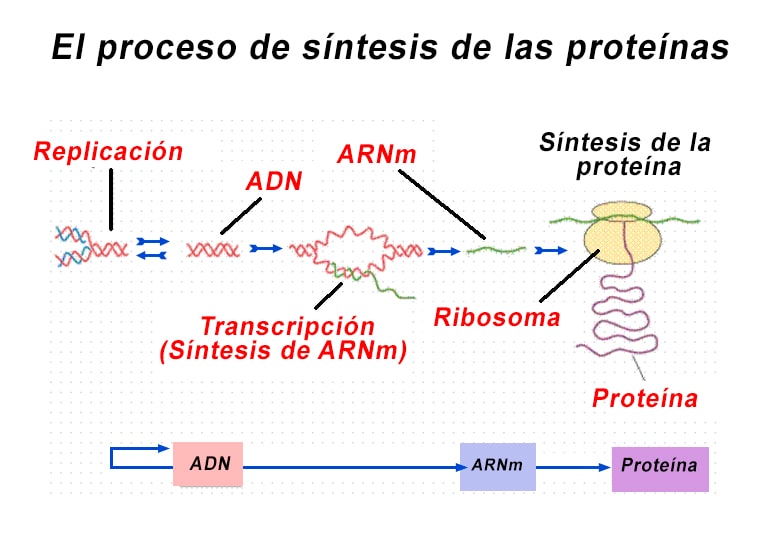 El proceso de síntesis de las proteínas
Replicación
ADN
ARNm
Síntesis de la
proteína
Transcripción
(Síntesis de ARNm)
Ribosoma
Proteína
ADN
ARNm
Proteína